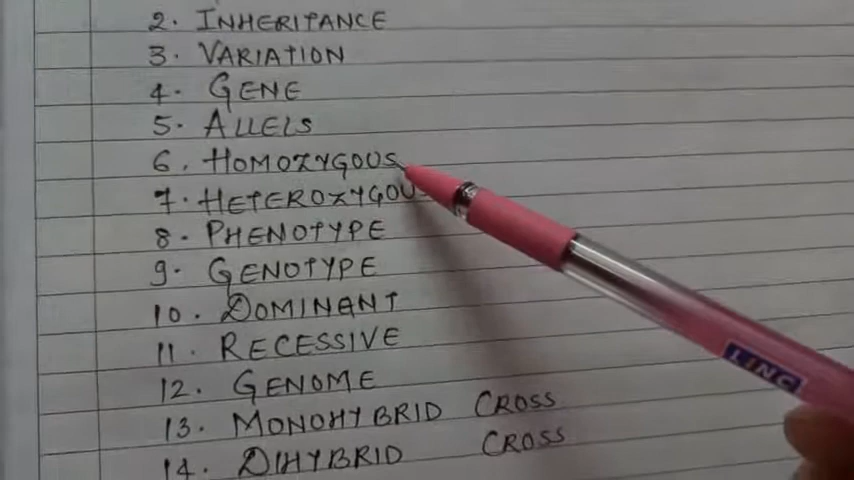 2. INHERITANCE
3. VARIATION
4. GENE
5. ALLELS
6. HOMOZYGOUS
7. HETEROZYGOU
8. PHENOTYPE
9. GENOTYPE
10. DOMINANT
11. RECESSIVE
12. GENOME
13. MONOHYBRID CROSS
14. DIHYBRID CROSS
LINC